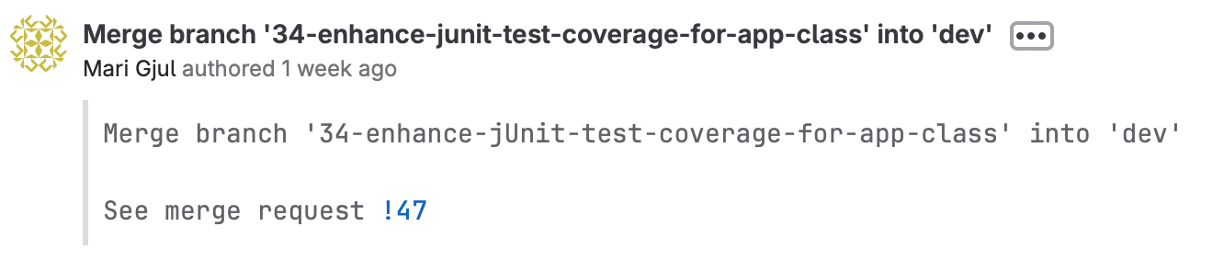 Merge branch '34-enhance-junit-test-coverage-for-app-class' into 'dev'
Mari Gjul authored 1 week ago
Merge branch '34-enhance-jUnit-test-coverage-for-app-class' into 'dev'
See merge request !47